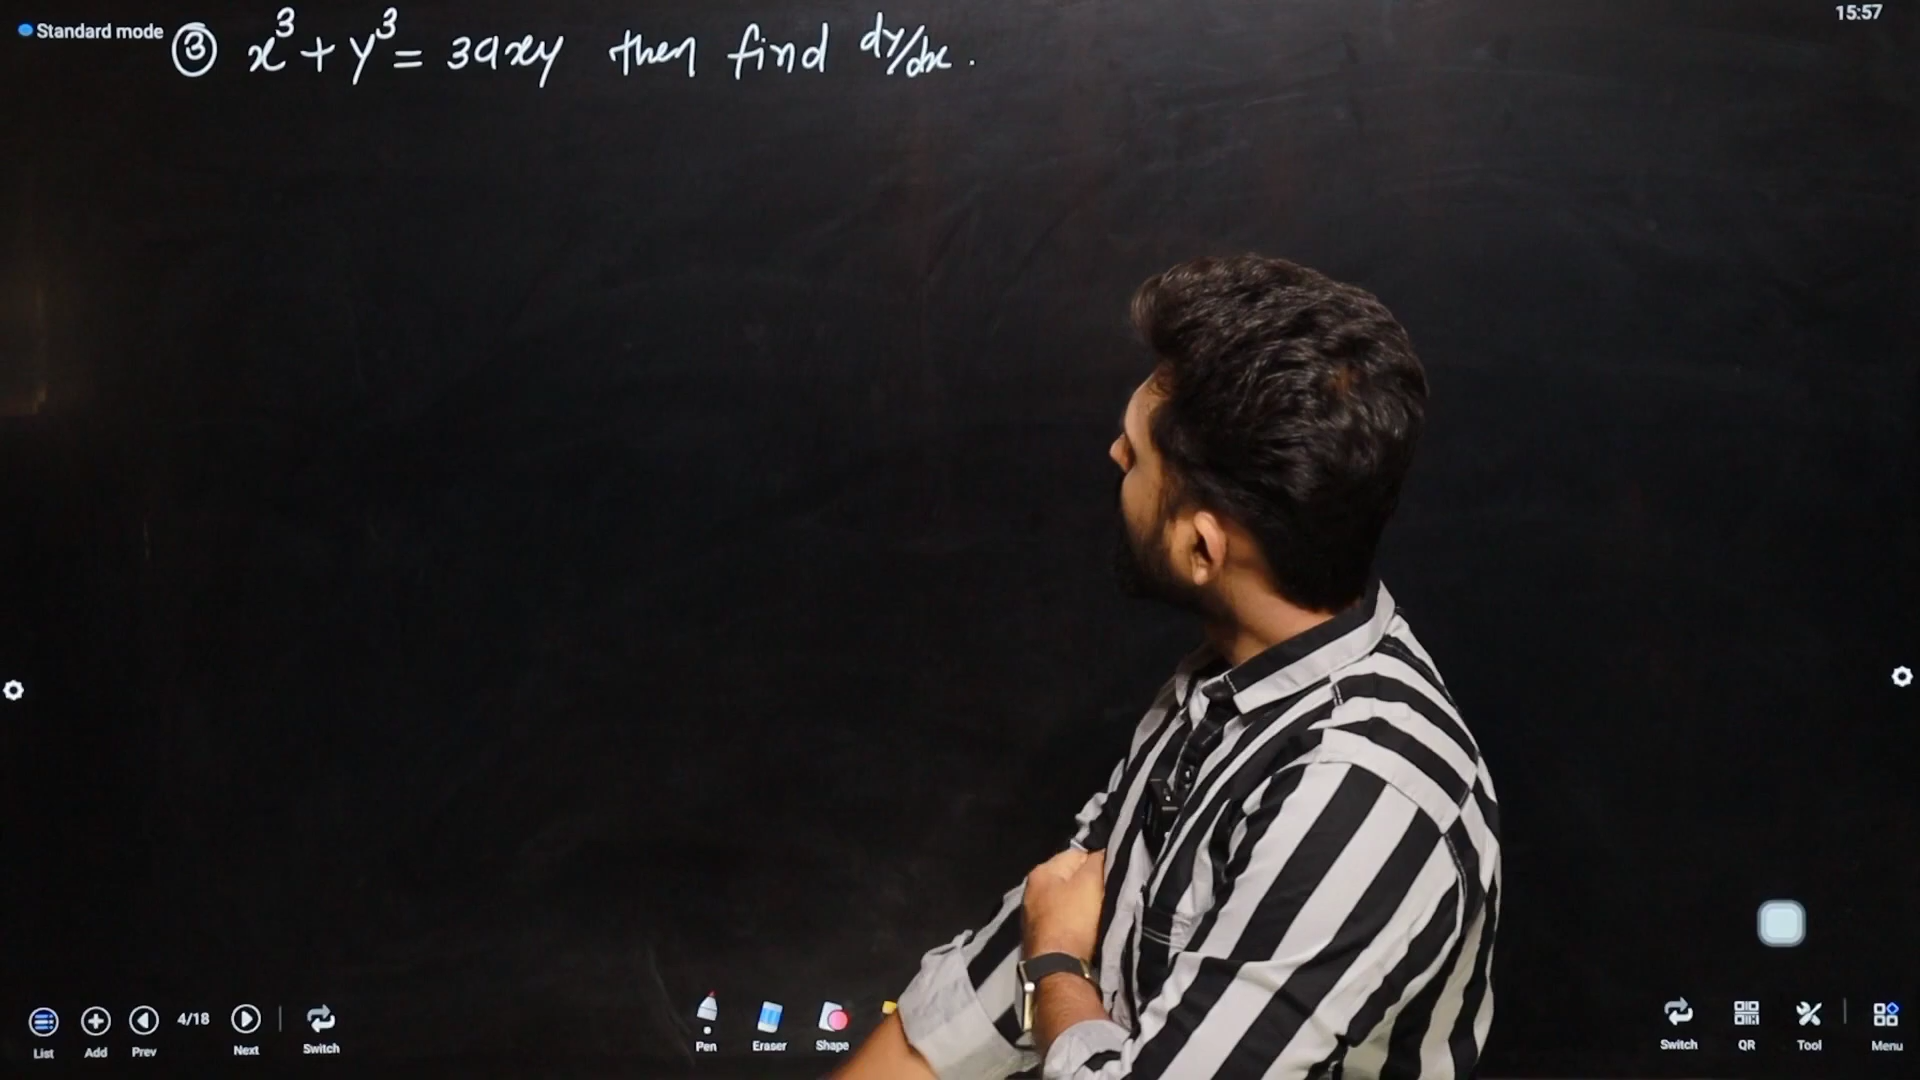 Standard mode
15:57
③ x³ + y³ = 3axy then find dy/dx .
4/18
List Add Prev Next Switch
Pen Eraser Shape
Switch QR Tool Menu